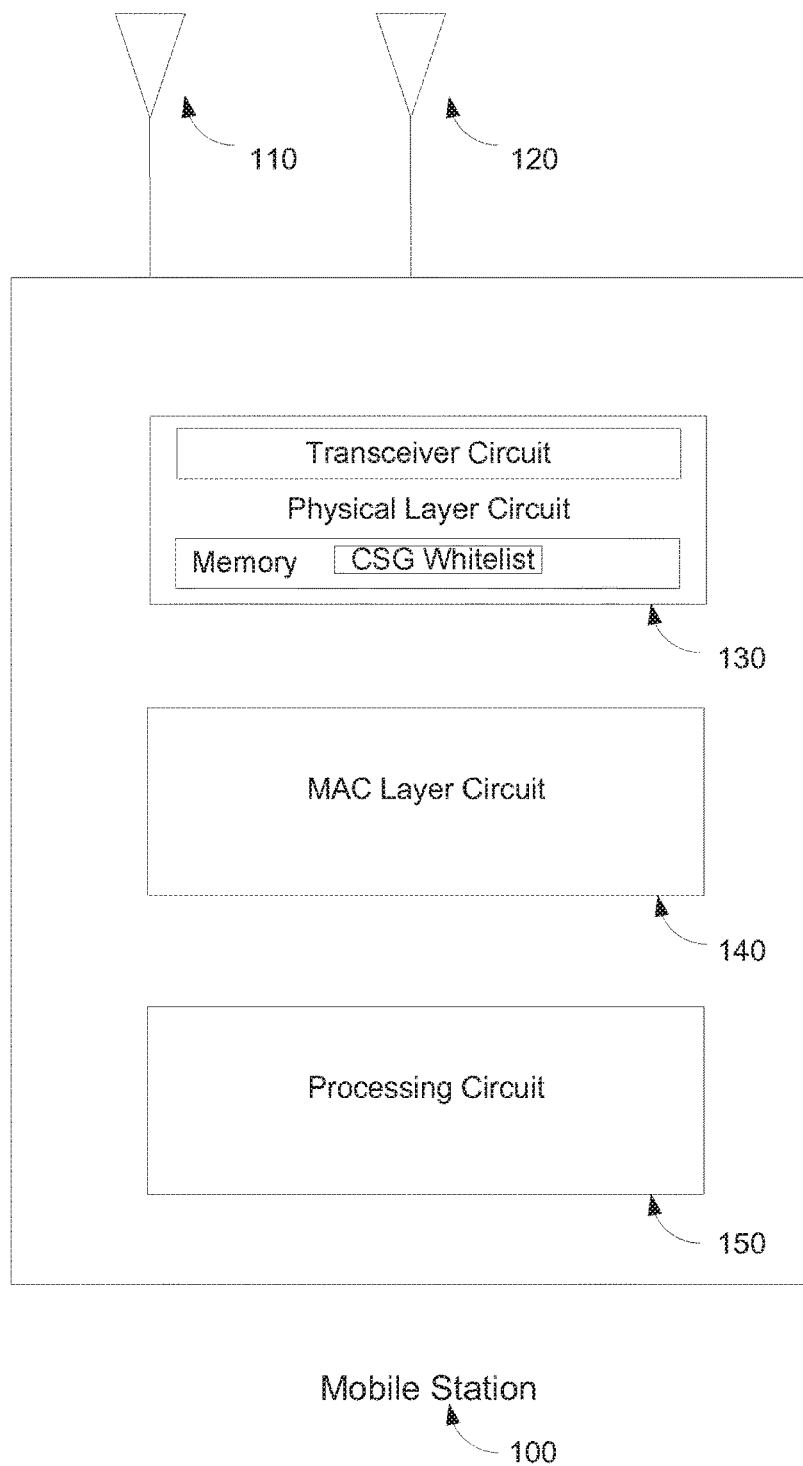 110
120
Transceiver Circuit
Physical Layer Circuit
Memory CSG Whitelist
130
MAC Layer Circuit
140
Processing Circuit
150
Mobile Station
100